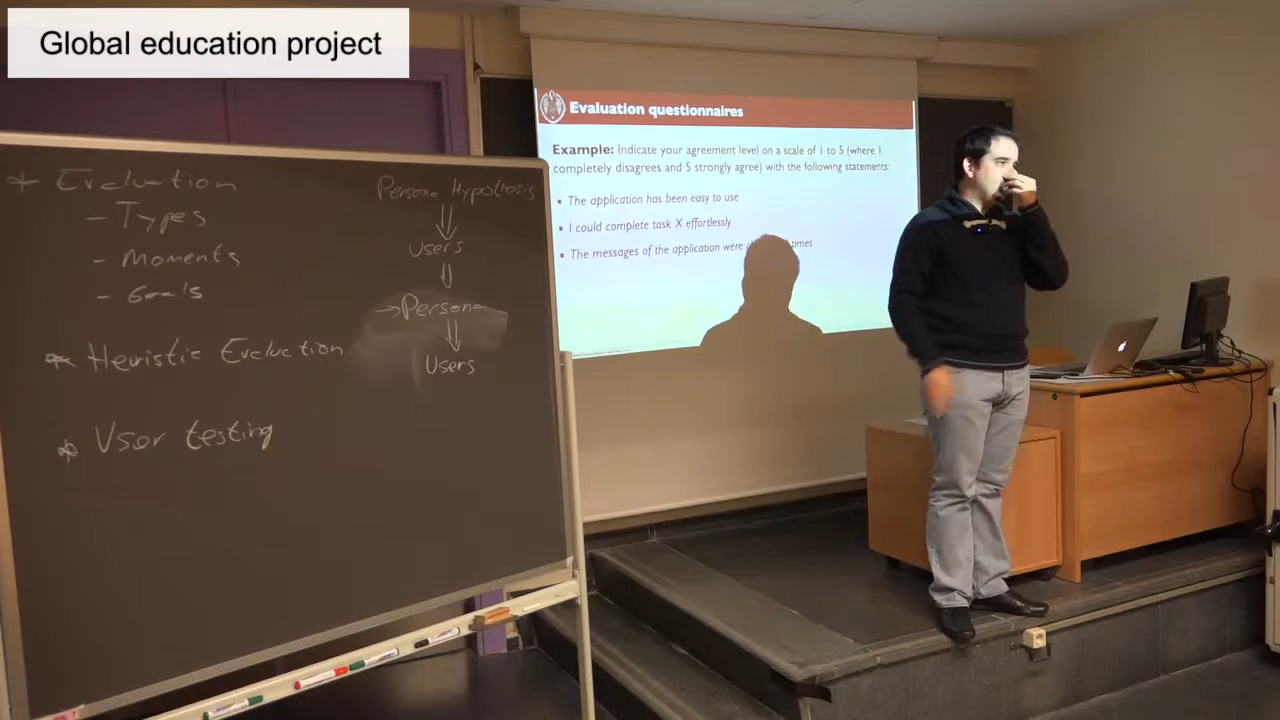 Global education project
Evaluation questionnaires
Example: Indicate your agreement level on a scale of 1 to 5 (where 1
completely disagrees and 5 strongly agree) with the following statements:
▪ The application has been easy to use
▪ I could complete task X effortlessly
▪ The messages of the application were times
* Evaluation
- Types
- Moments
- Goals
* Heuristic Evaluation
* User testing
Persona Hypothesis
Users
→Persona
Users